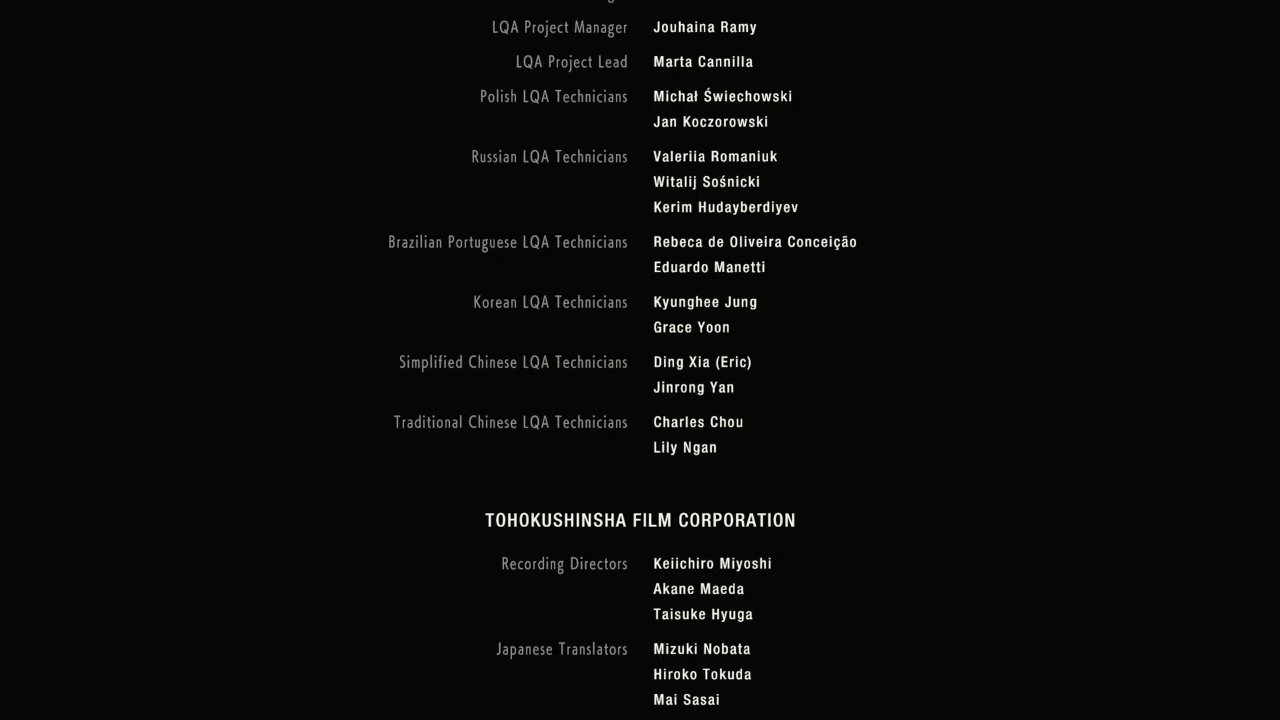 LQA Project Manager Jouhaina Ramy
LQA Project Lead Marta Cannilla
Polish LQA Technicians Michał Świechowski
Jan Koczorowski
Russian LQA Technicians Valeriia Romaniuk
Witalij Sośnicki
Kerim Hudayberdiyev
Brazilian Portuguese LQA Technicians Rebeca de Oliveira Conceição
Eduardo Manetti
Korean LQA Technicians Kyunghee Jung
Grace Yoon
Simplified Chinese LQA Technicians Ding Xia (Eric)
Jinrong Yan
Traditional Chinese LQA Technicians Charles Chou
Lily Ngan
TOHOKUSHINSHA FILM CORPORATION
Recording Directors Keiichiro Miyoshi
Akane Maeda
Taisuke Hyuga
Japanese Translators Mizuki Nobata
Hiroko Tokuda
Mai Sasai